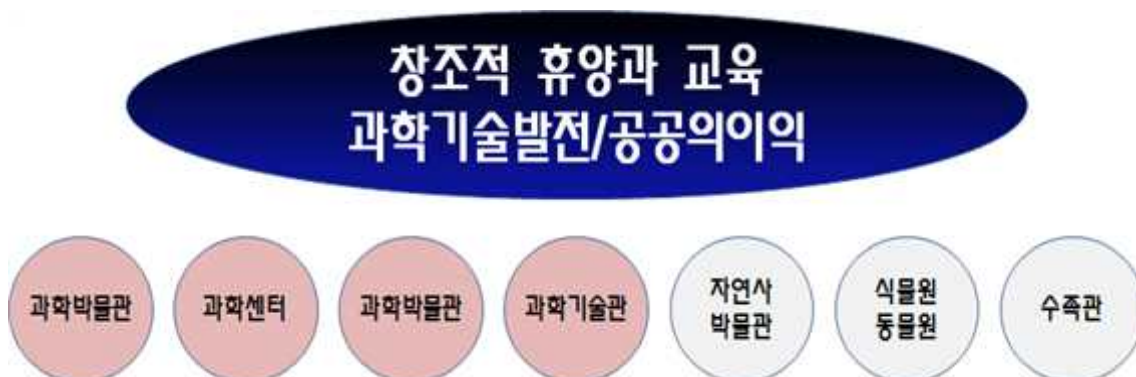 창조적 휴양과 교육
과학기술발전/공공의이익
과학박물관
과학센터
과학박물관
과학기술관
자연사
박물관
식물원
동물원
수족관